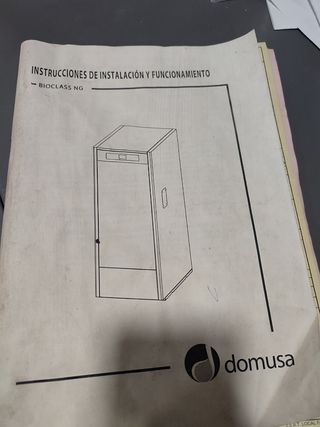 INSTRUCCIONES DE INSTALACIÓN Y FUNCIONAMIENTO
BIOCLASS NG
domusa